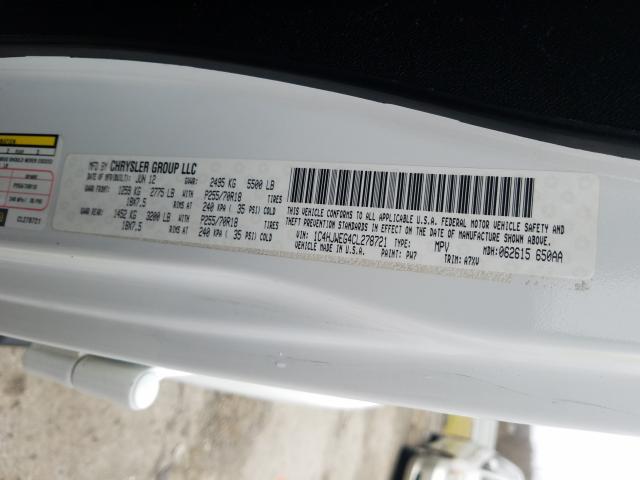 MFD BY CHRYSLER GROUP LLC
DATE OF MFR/BUILT: JUN 12 GVWR: 2495 KG 5500 LB
GAWR FRONT: 1259 KG 2775 LB WITH P255/70R18 TIRES
18X7.5 RIMS AT 240 KPA ( 35 PSI) COLD
GAWR REAR: 1452 KG 3200 LB WITH P255/70R18 TIRES
18X7.5 RIMS AT 240 KPA ( 35 PSI) COLD
THIS VEHICLE CONFORMS TO ALL APPLICABLE U.S.A. FEDERAL MOTOR VEHICLE SAFETY AND
THEFT PREVENTION STANDARDS IN EFFECT ON THE DATE OF MANUFACTURE SHOWN ABOVE.
VIN: 1C4HJWEG4CL278721 TYPE: MPV MDH: 062615 650AA
VEHICLE MADE IN U.S.A. PAINT: PW7 TRIM: A7XV
CL278721